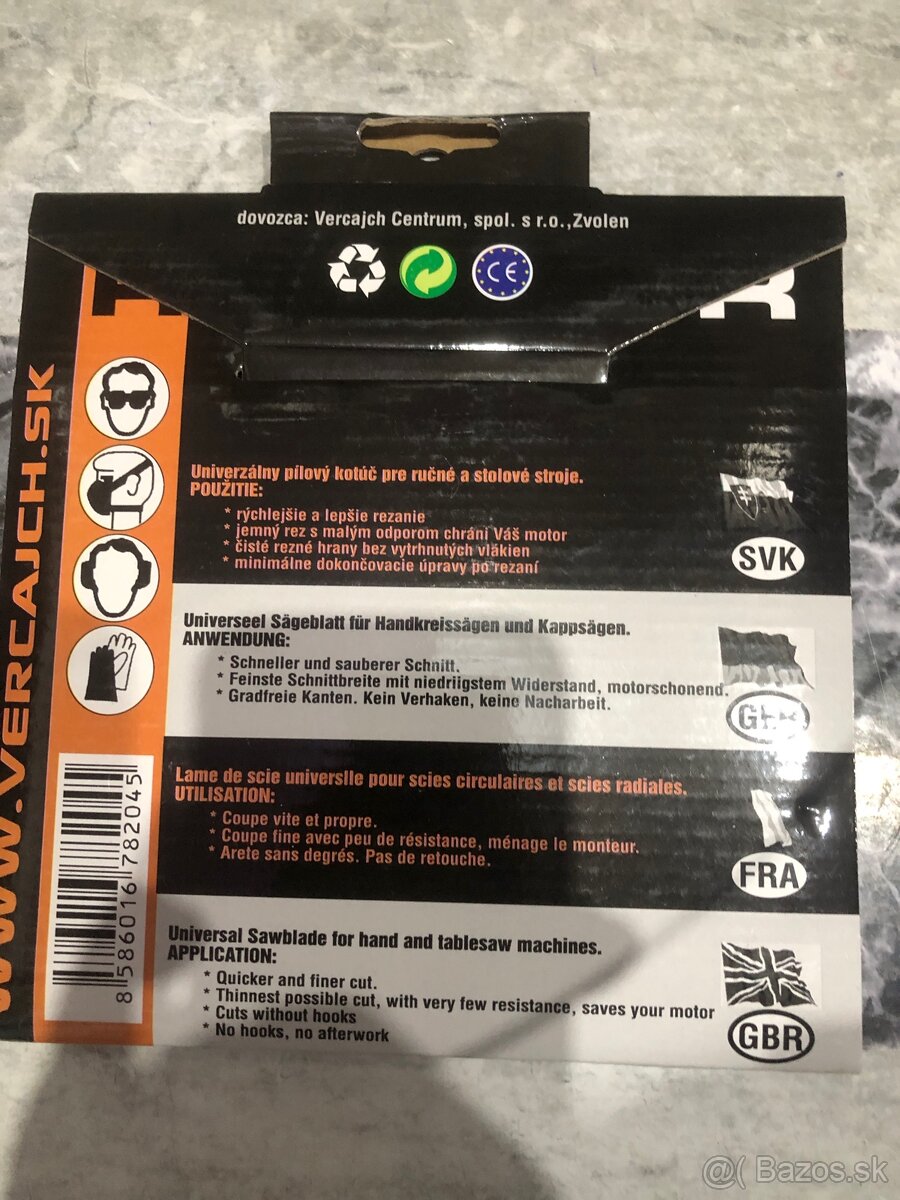 dovozca: Vercajch Centrum, spol. s r.o.,Zvolen
CE
WWW.VERCAJCH.SK
Univerzálny pílový kotúč pre ručné a stolové stroje.
POUŽITIE:
* rýchlejšie a lepšie rezanie
* jemný rez s malým odporom chráni Váš motor
* čisté rezné hrany bez vytrhnutých vlákien
* minimálne dokončovacie úpravy po rezaní
SVK
Universeel Sägeblatt für Handkreissägen und Kappsägen.
ANWENDUNG:
* Schneller und sauberer Schnitt.
* Feinste Schnittbreite mit niedriigstem Widerstand, motorschonend.
* Gradfreie Kanten. Kein Verhaken, keine Nacharbeit.
GER
Lame de scie universlle pour scies circulaires et scies radiales.
UTILISATION:
* Coupe vite et propre.
* Coupe fine avec peu de résistance, ménage le monteur.
* Arete sans degrés. Pas de retouche.
FRA
Universal Sawblade for hand and tablesaw machines.
APPLICATION:
* Quicker and finer cut.
* Thinnest possible cut, with very few resistance, saves your motor
* Cuts without hooks
* No hooks, no afterwork
GBR
8 586016 782045
@( Bazos.sk